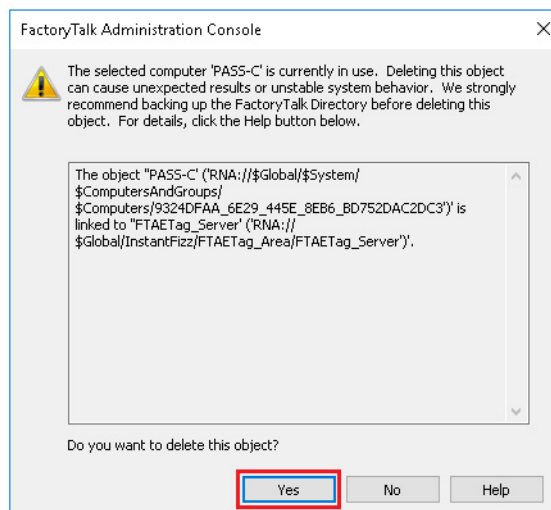 FactoryTalk Administration Console
The selected computer 'PASS-C' is currently in use. Deleting this object
can cause unexpected results or unstable system behavior. We strongly
recommend backing up the FactoryTalk Directory before deleting this
object. For details, click the Help button below.
The object "PASS-C' ('RNA://$Global/$System/
$ComputersAndGroups/
$Computers/9324DFAA_6E29_445E_8EB6_BD752DAC2DC3')' is
linked to "FTAETag_Server' ('RNA://
$Global/InstantFizz/FTAETag_Area/FTAETag_Server')'.
Do you want to delete this object?
Yes
No
Help